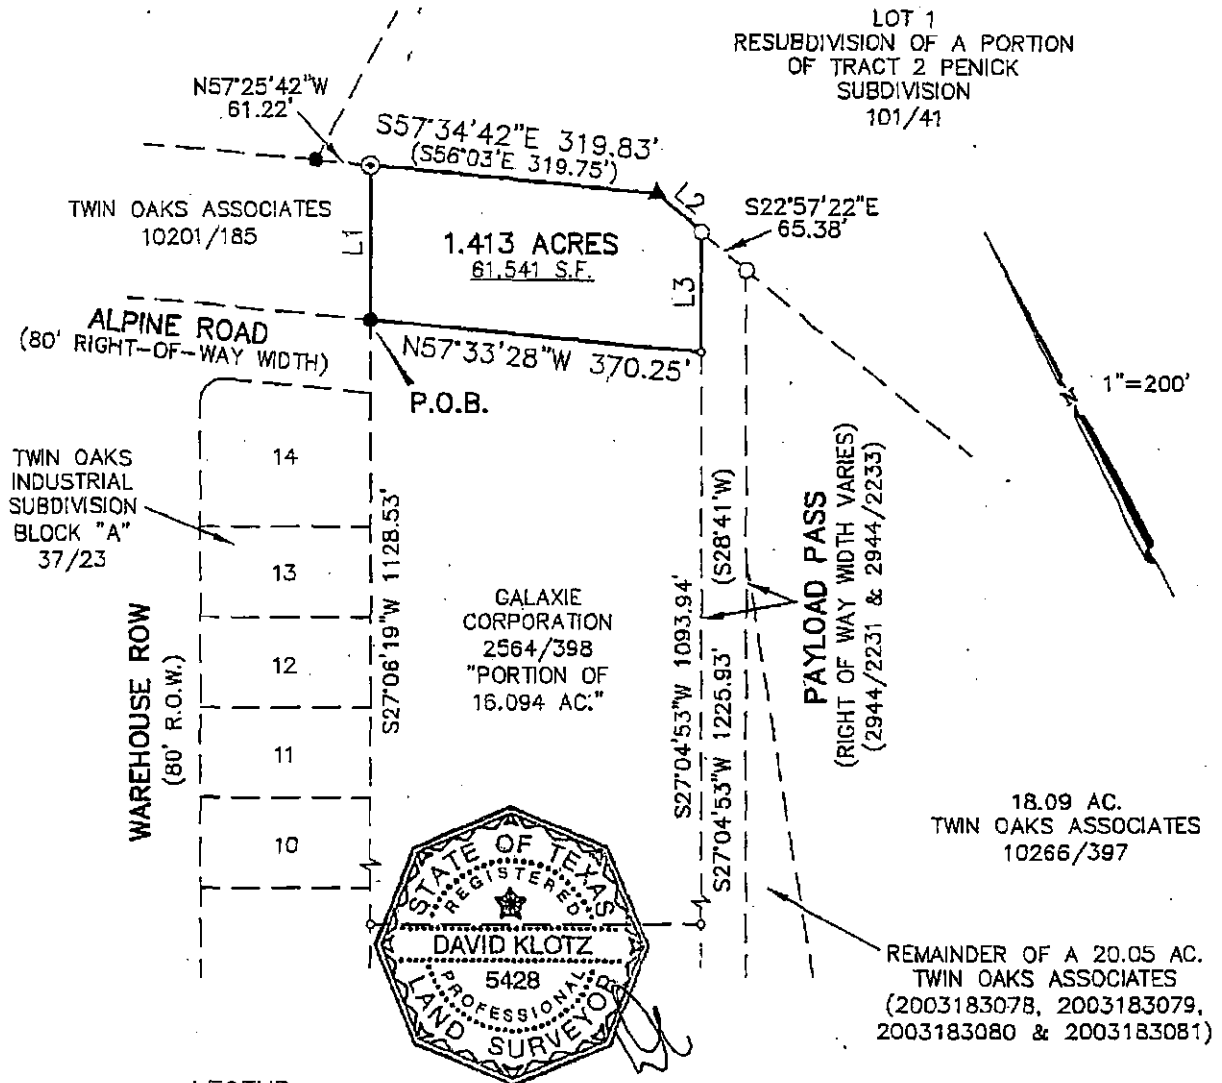 LOT 1
RESUBDIVISION OF A PORTION
OF TRACT 2 PENICK
SUBDIVISION
101/41
N57°25'42"W
61.22'
S57°34'42"E 319.83'
(S56°03'E 319.75')
L2
S22°57'22"E
65.38'
TWIN OAKS ASSOCIATES
10201/185
L1
1.413 ACRES
61,541 S.F.
L3
ALPINE ROAD
(80' RIGHT-OF-WAY WIDTH)
N57°33'28"W 370.25'
P.O.B.
N
1"=200'
TWIN OAKS
INDUSTRIAL
SUBDIVISION
BLOCK "A"
37/23
14
13
12
11
10
WAREHOUSE ROW
(80' R.O.W.)
S27°06'19"W 1128.53'
GALAXIE
CORPORATION
2564/398
"PORTION OF
16.094 AC."
S27°04'53"W 1093.94'
(S28°41'W)
S27°04'53"W 1225.93'
PAYLOAD PASS
(RIGHT OF WAY WIDTH VARIES)
(2944/2231 & 2944/2233)
18.09 AC.
TWIN OAKS ASSOCIATES
10266/397
REMAINDER OF A 20.05 AC.
TWIN OAKS ASSOCIATES
(2003183078, 2003183079,
2003183080 & 2003183081)
STATE OF TEXAS
REGISTERED
DAVID KLOTZ
5428
PROFESSIONAL
LAND SURVEYOR